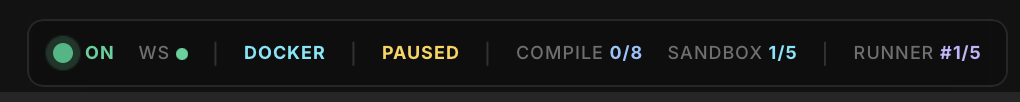 ON WS DOCKER PAUSED COMPILE 0/8 SANDBOX 1/5 RUNNER #1/5